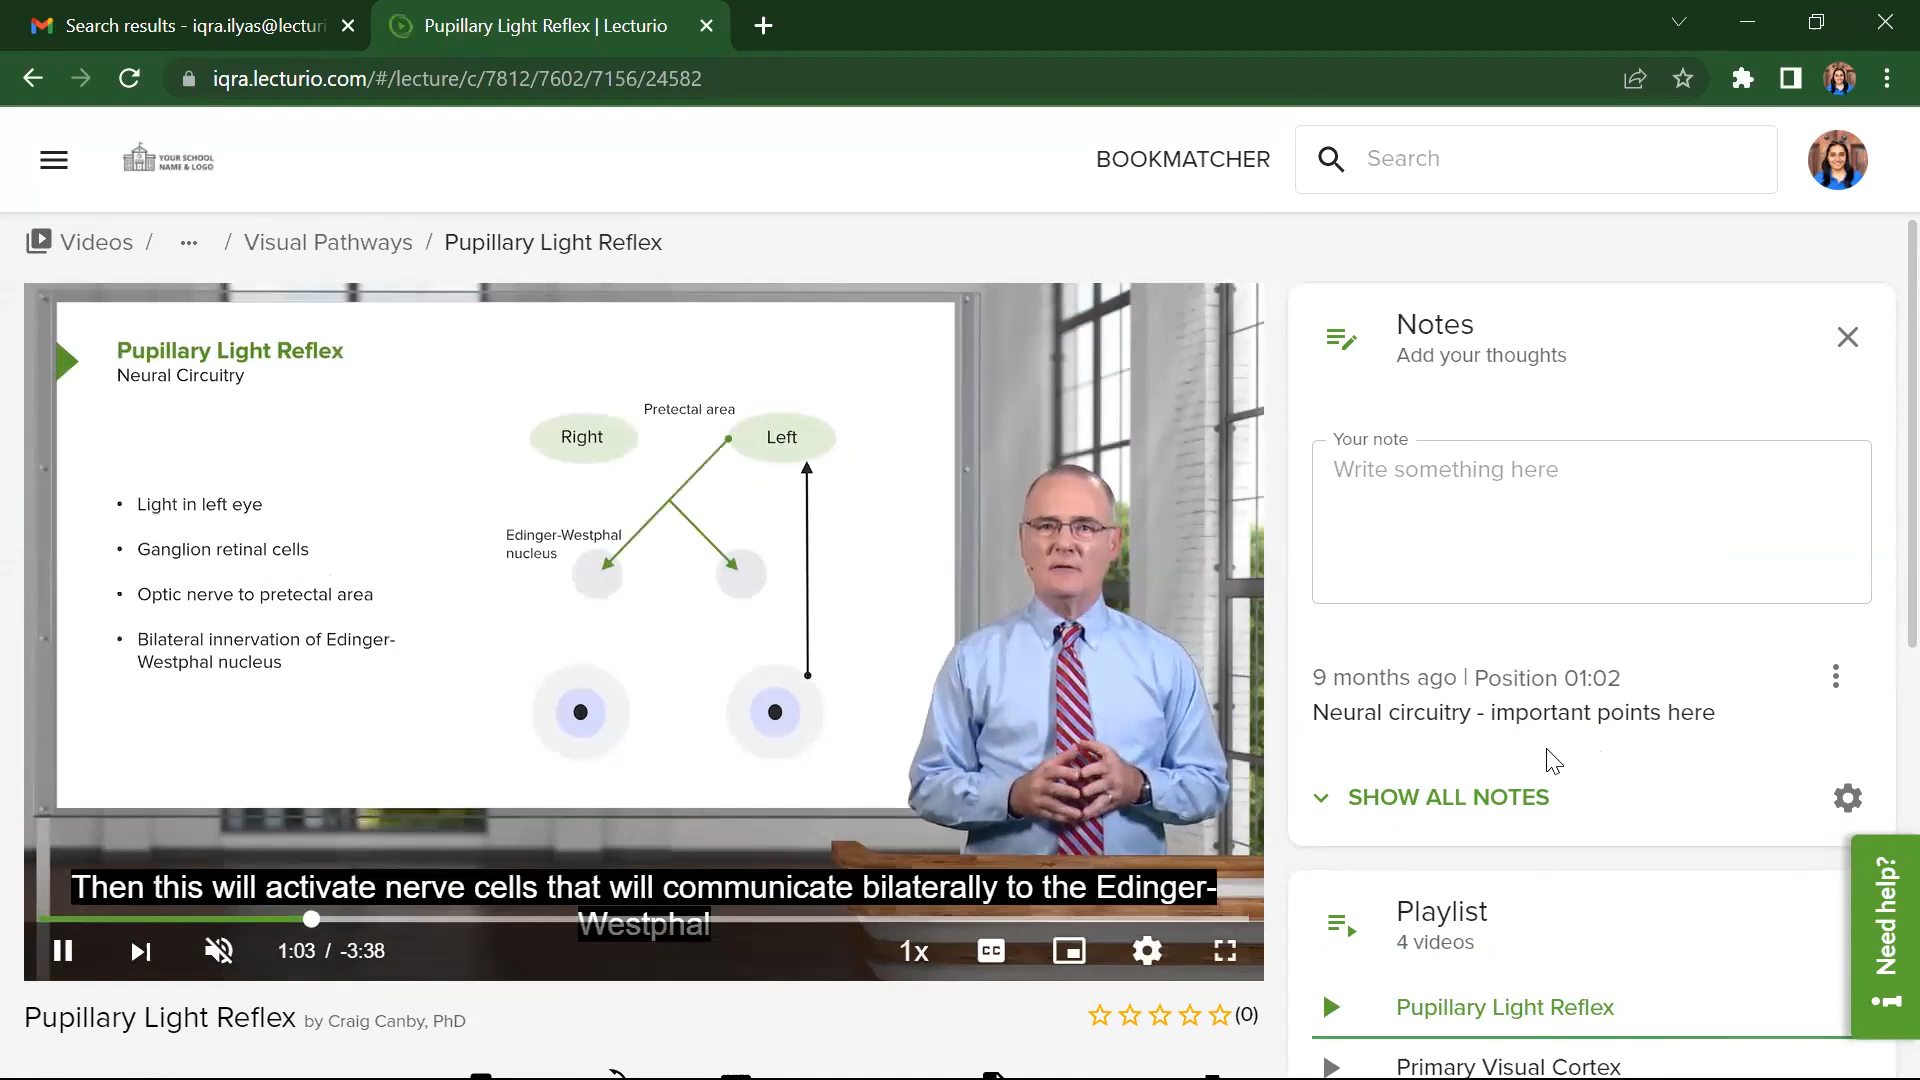 Search results - iqra.ilyas@lecturi
Pupillary Light Reflex | Lecturio
iqra.lecturio.com/#/lecture/c/7812/7602/7156/24582
YOUR SCHOOL
NAME & LOGO
BOOKMATCHER
Search
Videos / ... / Visual Pathways / Pupillary Light Reflex
Pupillary Light Reflex
Neural Circuitry
Pretectal area
Right
Left
• Light in left eye
Edinger-Westphal
nucleus
• Ganglion retinal cells
• Optic nerve to pretectal area
• Bilateral innervation of Edinger-
Westphal nucleus
Then this will activate nerve cells that will communicate bilaterally to the Edinger-
Westphal
1:03 / -3:38
1x
CC
Pupillary Light Reflex by Craig Canby, PhD
(0)
Notes
Add your thoughts
Your note
Write something here
9 months ago | Position 01:02
Neural circuitry - important points here
SHOW ALL NOTES
Need help?
Playlist
4 videos
Pupillary Light Reflex
Primary Visual Cortex